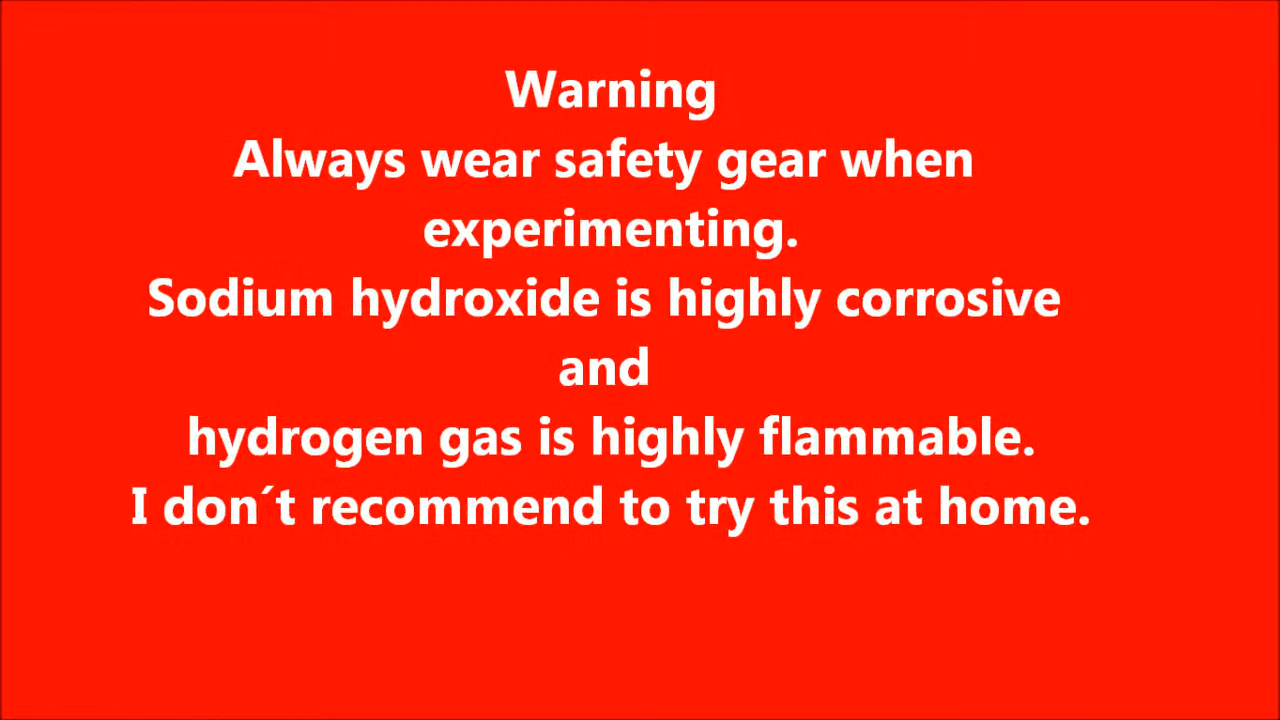 Warning
Always wear safety gear when
experimenting.
Sodium hydroxide is highly corrosive
and
hydrogen gas is highly flammable.
I don´t recommend to try this at home.